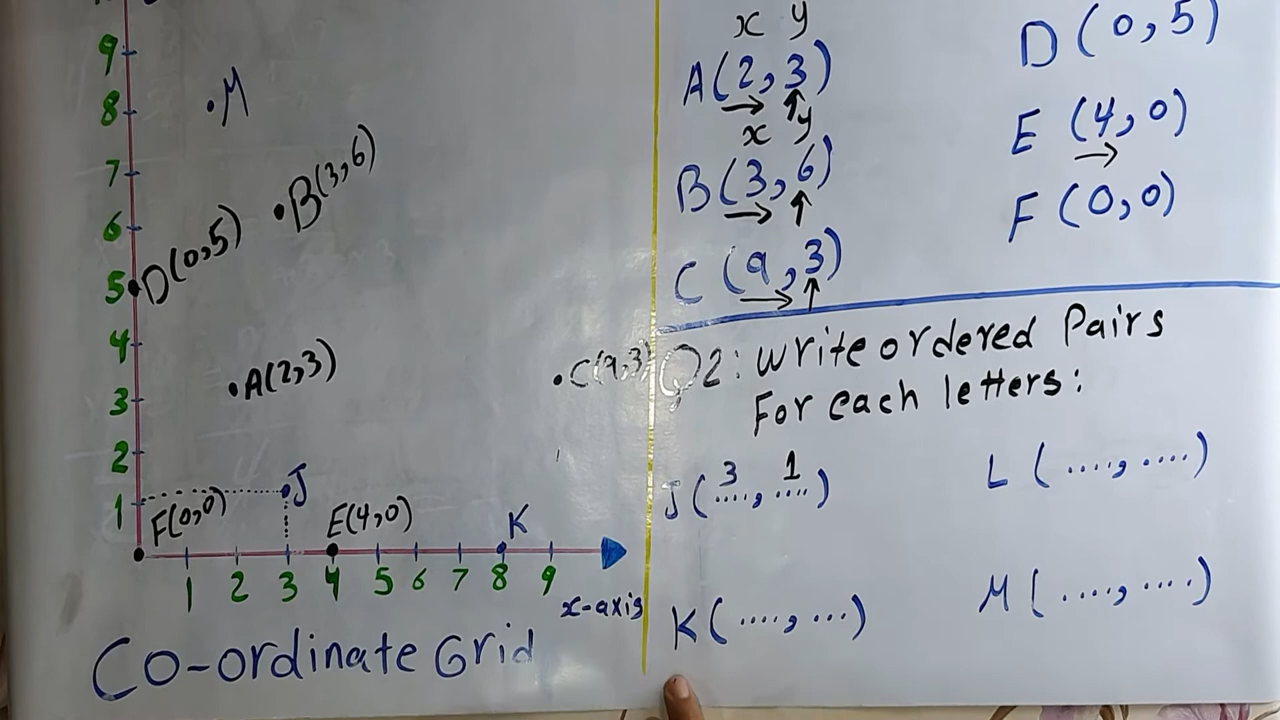 9
8
7
6
5
4
3
2
1
M
B(3,6)
D(0,5)
A(2,3)
C(9,3)
J
F(0,0)
E(4,0)
K
1 2 3 4 5 6 7 8 9
x-axis
Co-ordinate Grid
x y
A(2,3)
x y
B(3,6)
C(9,3)
D(0,5)
E(4,0)
F(0,0)
Q2: Write ordered Pairs
For each letters:
J(3,1)
L(....,....)
K(....,...)
M(....,....)